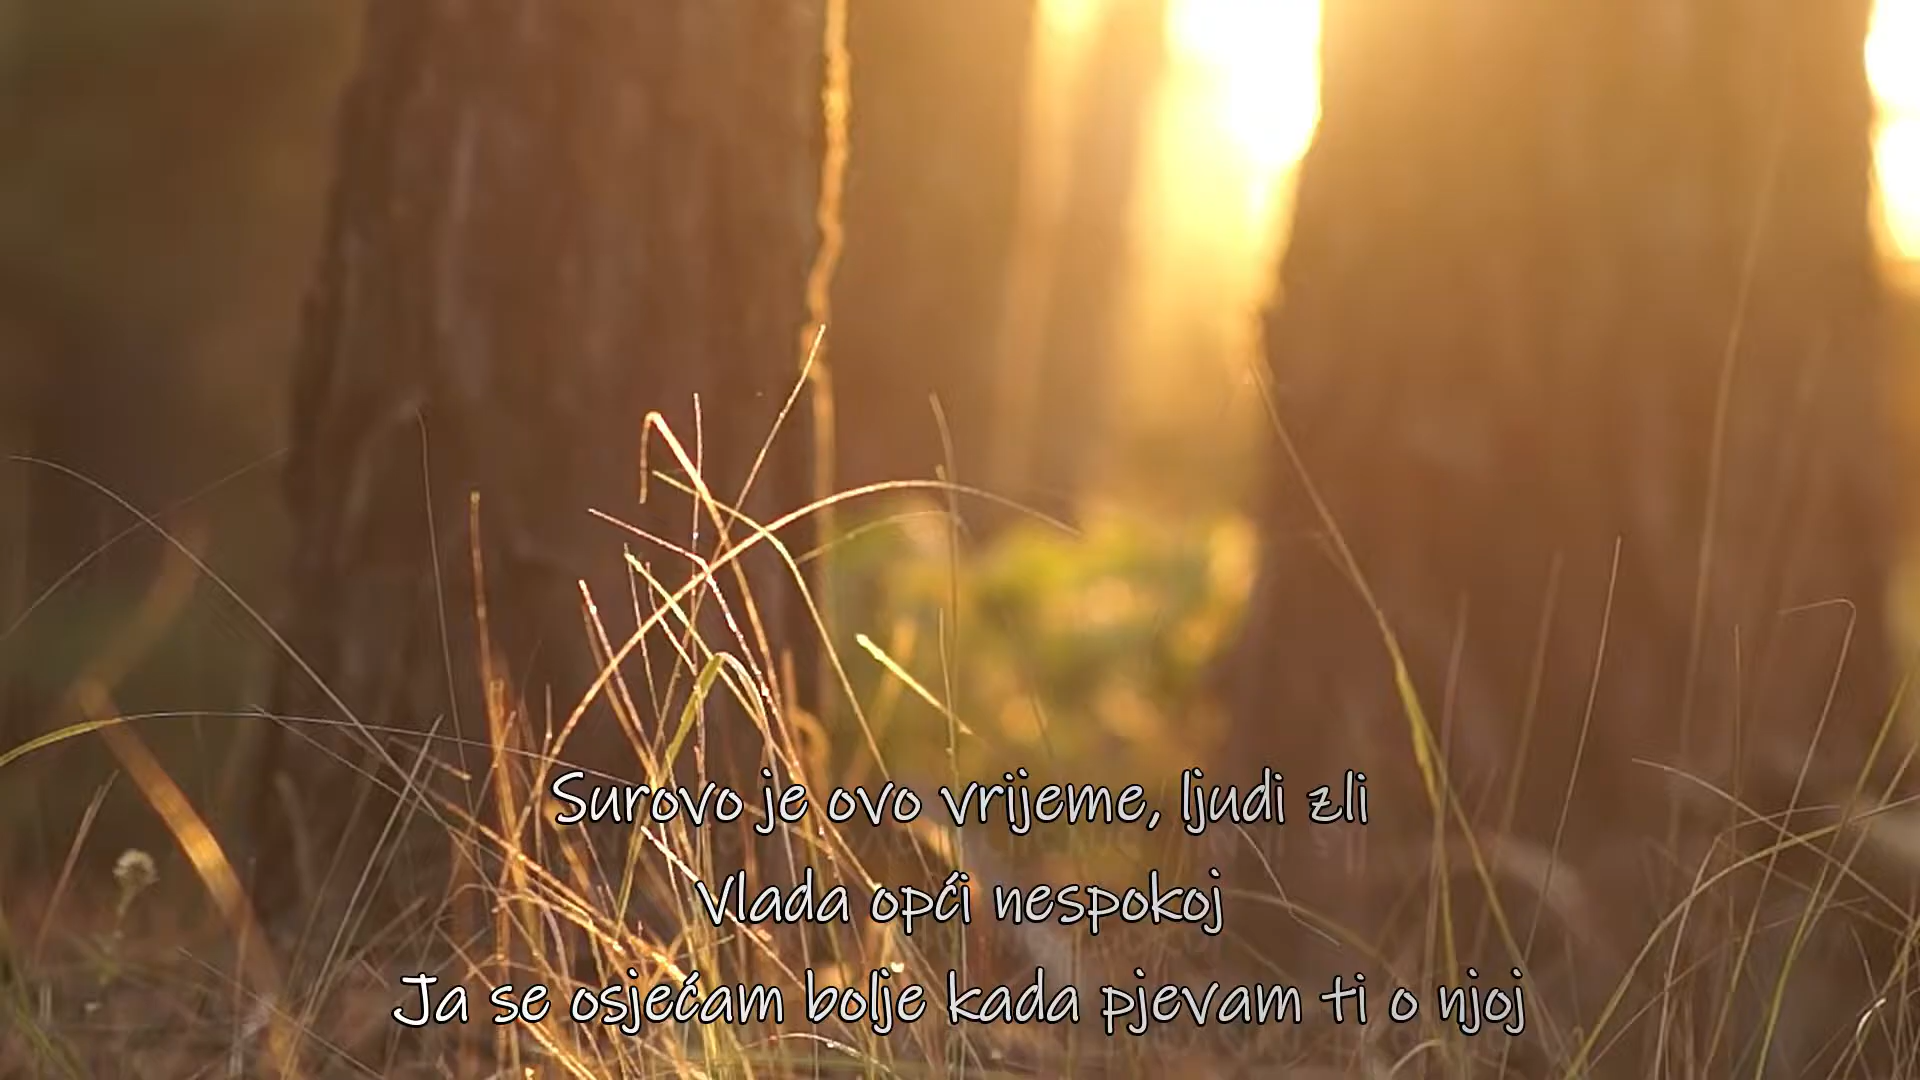 Surovo je ovo vrijeme, ljudi zli
Vlada opći nespokoj
Ja se osjećam bolje kada pjevam ti o njoj